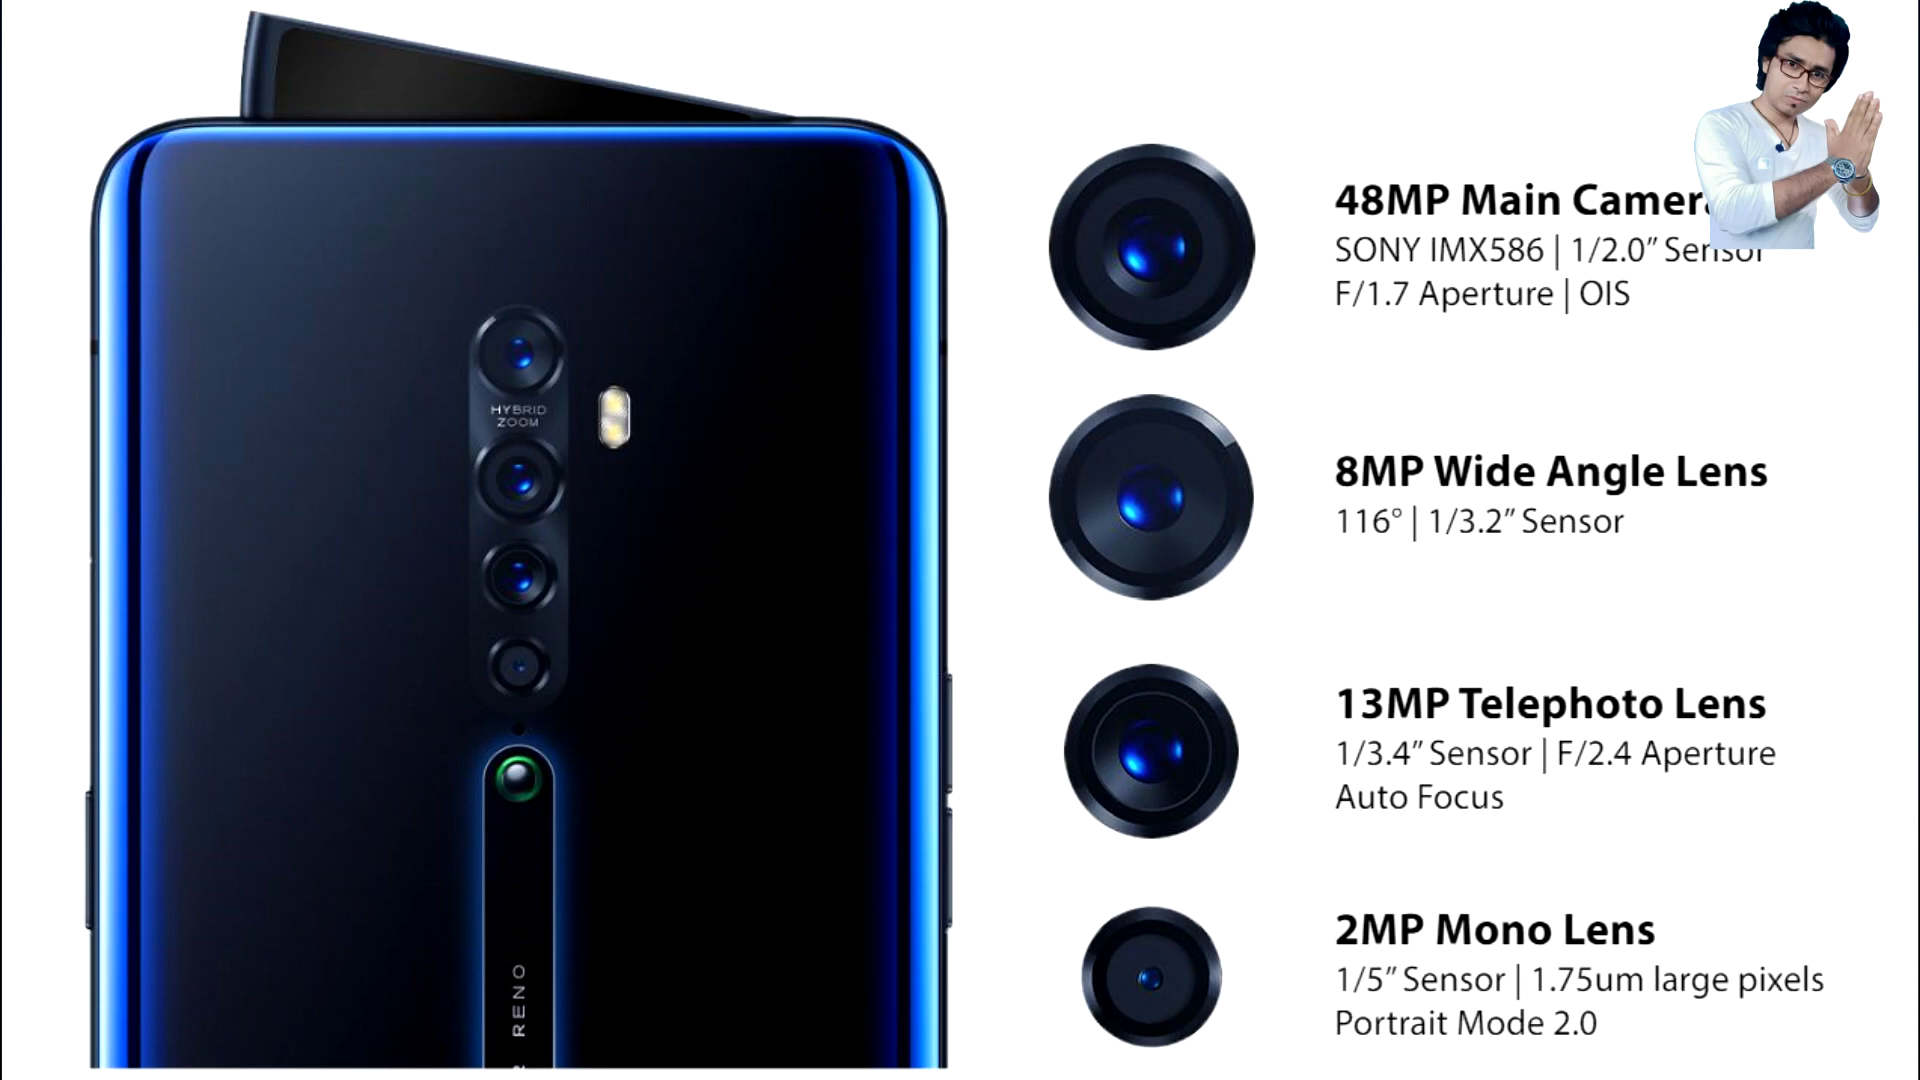 HYBRID
ZOOM
RENO
48MP Main Camera
SONY IMX586 | 1/2.0” Sensor
F/1.7 Aperture | OIS
8MP Wide Angle Lens
116° | 1/3.2” Sensor
13MP Telephoto Lens
1/3.4” Sensor | F/2.4 Aperture
Auto Focus
2MP Mono Lens
1/5” Sensor | 1.75um large pixels
Portrait Mode 2.0